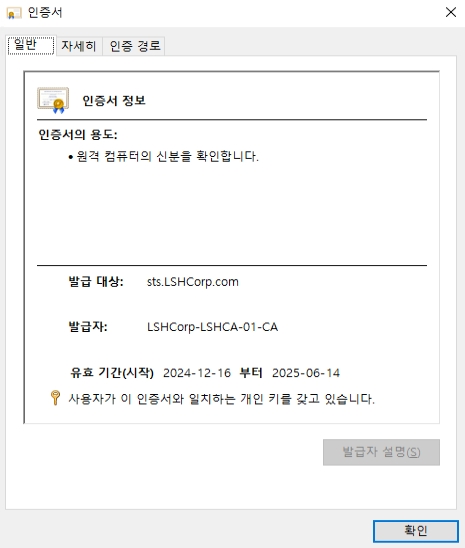 인증서
일반 자세히 인증 경로
인증서 정보
인증서의 용도:
• 원격 컴퓨터의 신분을 확인합니다.
발급 대상: sts.LSHCorp.com
발급자: LSHCorp-LSHCA-01-CA
유효 기간(시작) 2024-12-16 부터 2025-06-14
사용자가 이 인증서와 일치하는 개인 키를 갖고 있습니다.
발급자 설명(S)
확인